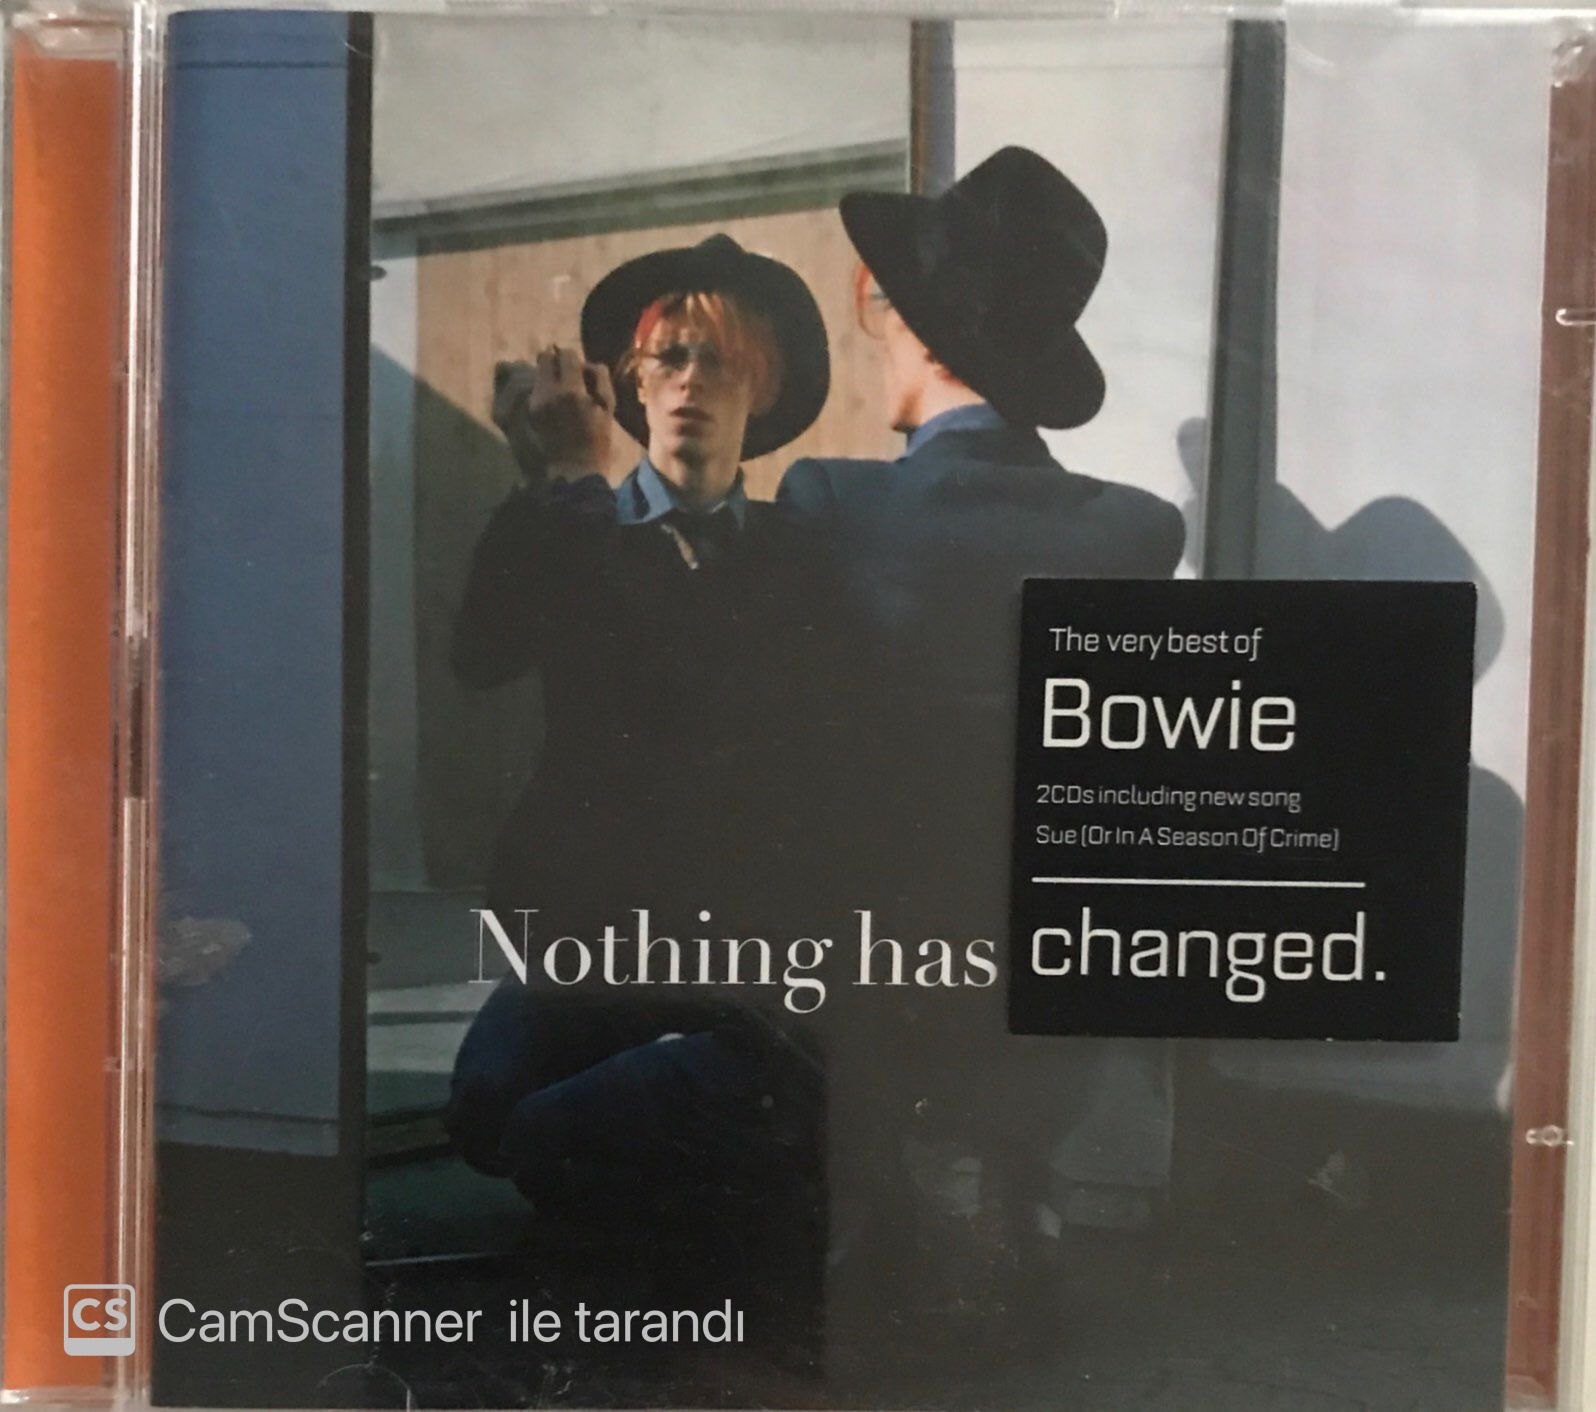 The very best of
Bowie
2CDs including new song
Sue (Or In A Season Of Crime)
Nothing has changed.
CS CamScanner ile tarandı